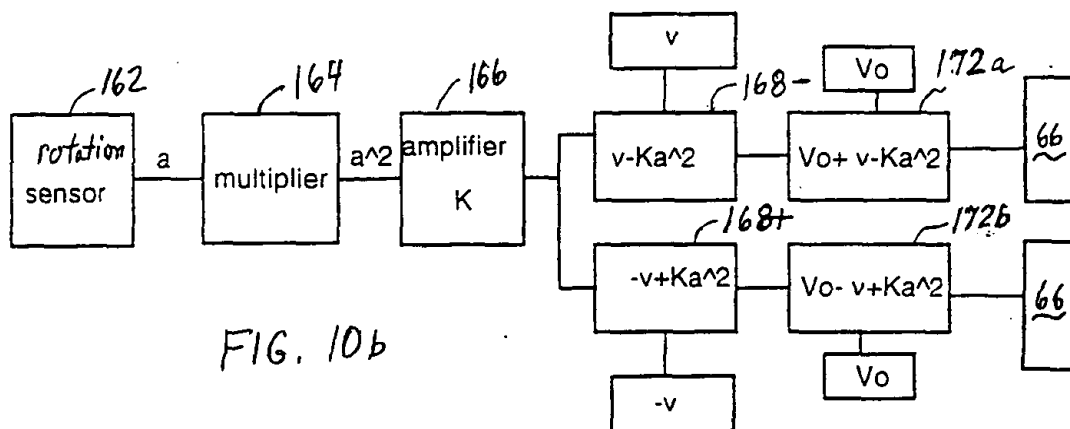 v
162
164
166
168-
Vo
172a
rotation
sensor
a
multiplier
a^2
amplifier
K
v-Ka^2
Vo+ v-Ka^2
66
168+
172b
-v+Ka^2
Vo- v+Ka^2
66
FIG. 10b
-v
Vo